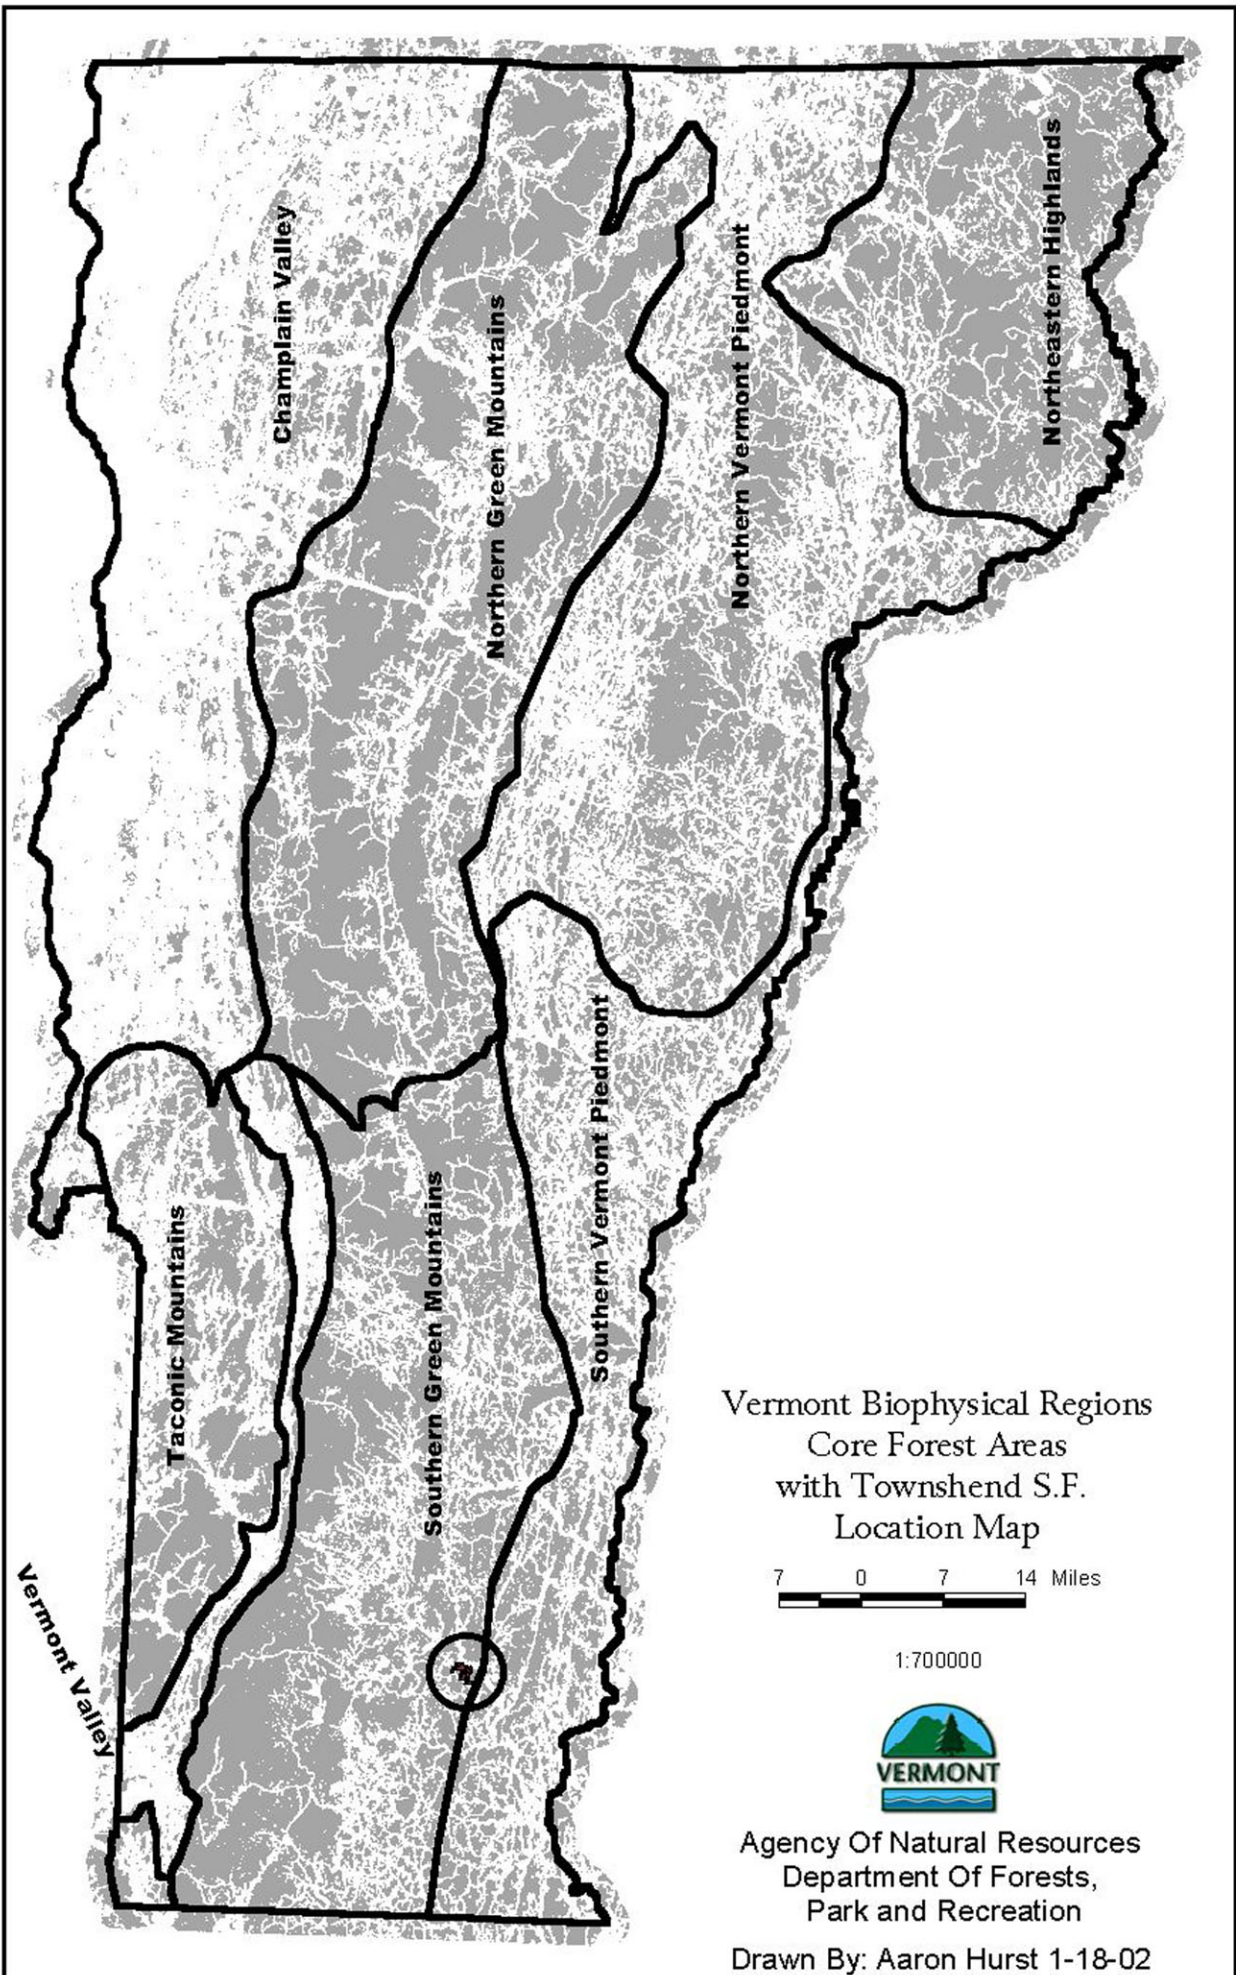 Champlain Valley
Northern Green Mountains
Northern Vermont Piedmont
Northeastern Highlands
Taconic Mountains
Southern Green Mountains
Southern Vermont Piedmont
Vermont Valley
Vermont Biophysical Regions
Core Forest Areas
with Townshend S.F.
Location Map
7 0 7 14 Miles
1:700000
VERMONT
Agency Of Natural Resources
Department Of Forests,
Park and Recreation
Drawn By: Aaron Hurst 1-18-02